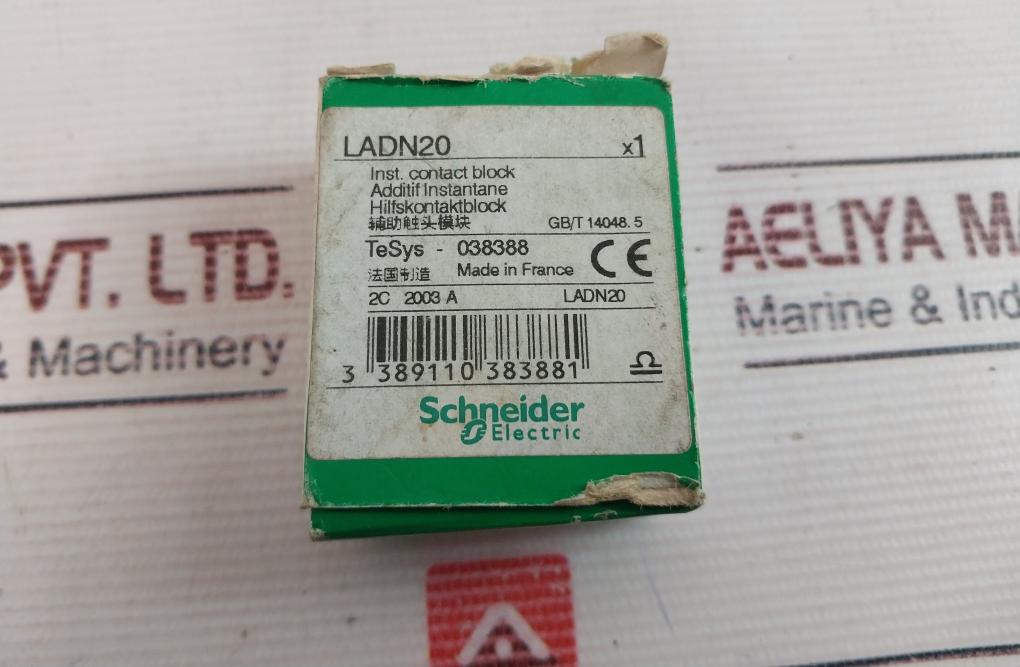 LADN20 x1
Inst. contact block
Additif Instantane
Hilfskontaktblock
辅助触头模块 GB/T 14048. 5
TeSys - 038388
法国制造 Made in France CE
2C 2003 A LADN20
3 389110 383881
Schneider
Electric
PVT. LTD.
& Machinery
AELIYA MA
Marine & Ind